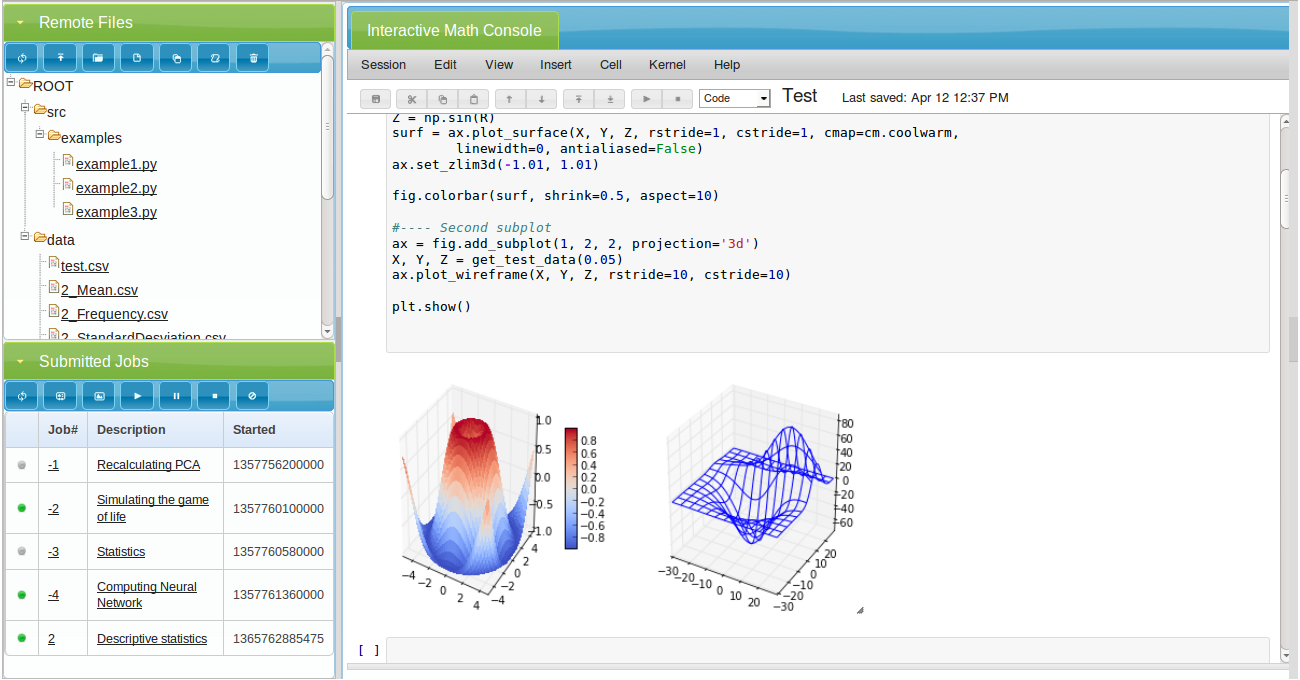 Remote Files
ROOT
src
examples
example1.py
example2.py
example3.py
data
test.csv
2_Mean.csv
2_Frequency.csv
2_StandardDesviation.csv
Submitted Jobs
Job# Description Started
-1 Recalculating PCA 1357756200000
-2 Simulating the game
of life 1357760100000
-3 Statistics 1357760580000
-4 Computing Neural
Network 1357761360000
2 Descriptive statistics 1365762885475
Interactive Math Console
Session Edit View Insert Cell Kernel Help
Code Test Last saved: Apr 12 12:37 PM
Z = np.sin(R)
surf = ax.plot_surface(X, Y, Z, rstride=1, cstride=1, cmap=cm.coolwarm,
linewidth=0, antialiased=False)
ax.set_zlim3d(-1.01, 1.01)
fig.colorbar(surf, shrink=0.5, aspect=10)
#---- Second subplot
ax = fig.add_subplot(1, 2, 2, projection='3d')
X, Y, Z = get_test_data(0.05)
ax.plot_wireframe(X, Y, Z, rstride=10, cstride=10)
plt.show()
1.0
0.5
0.0
−0.5
−1.0
4
2
0
−2
−4
−4 −2 0 2 4
0.8
0.6
0.4
0.2
0.0
−0.2
−0.4
−0.6
−0.8
80
60
40
20
0
−20
−40
−60
20
10
0
−10
−20
−30
−30 −20 −10 0 10 20
[ ]